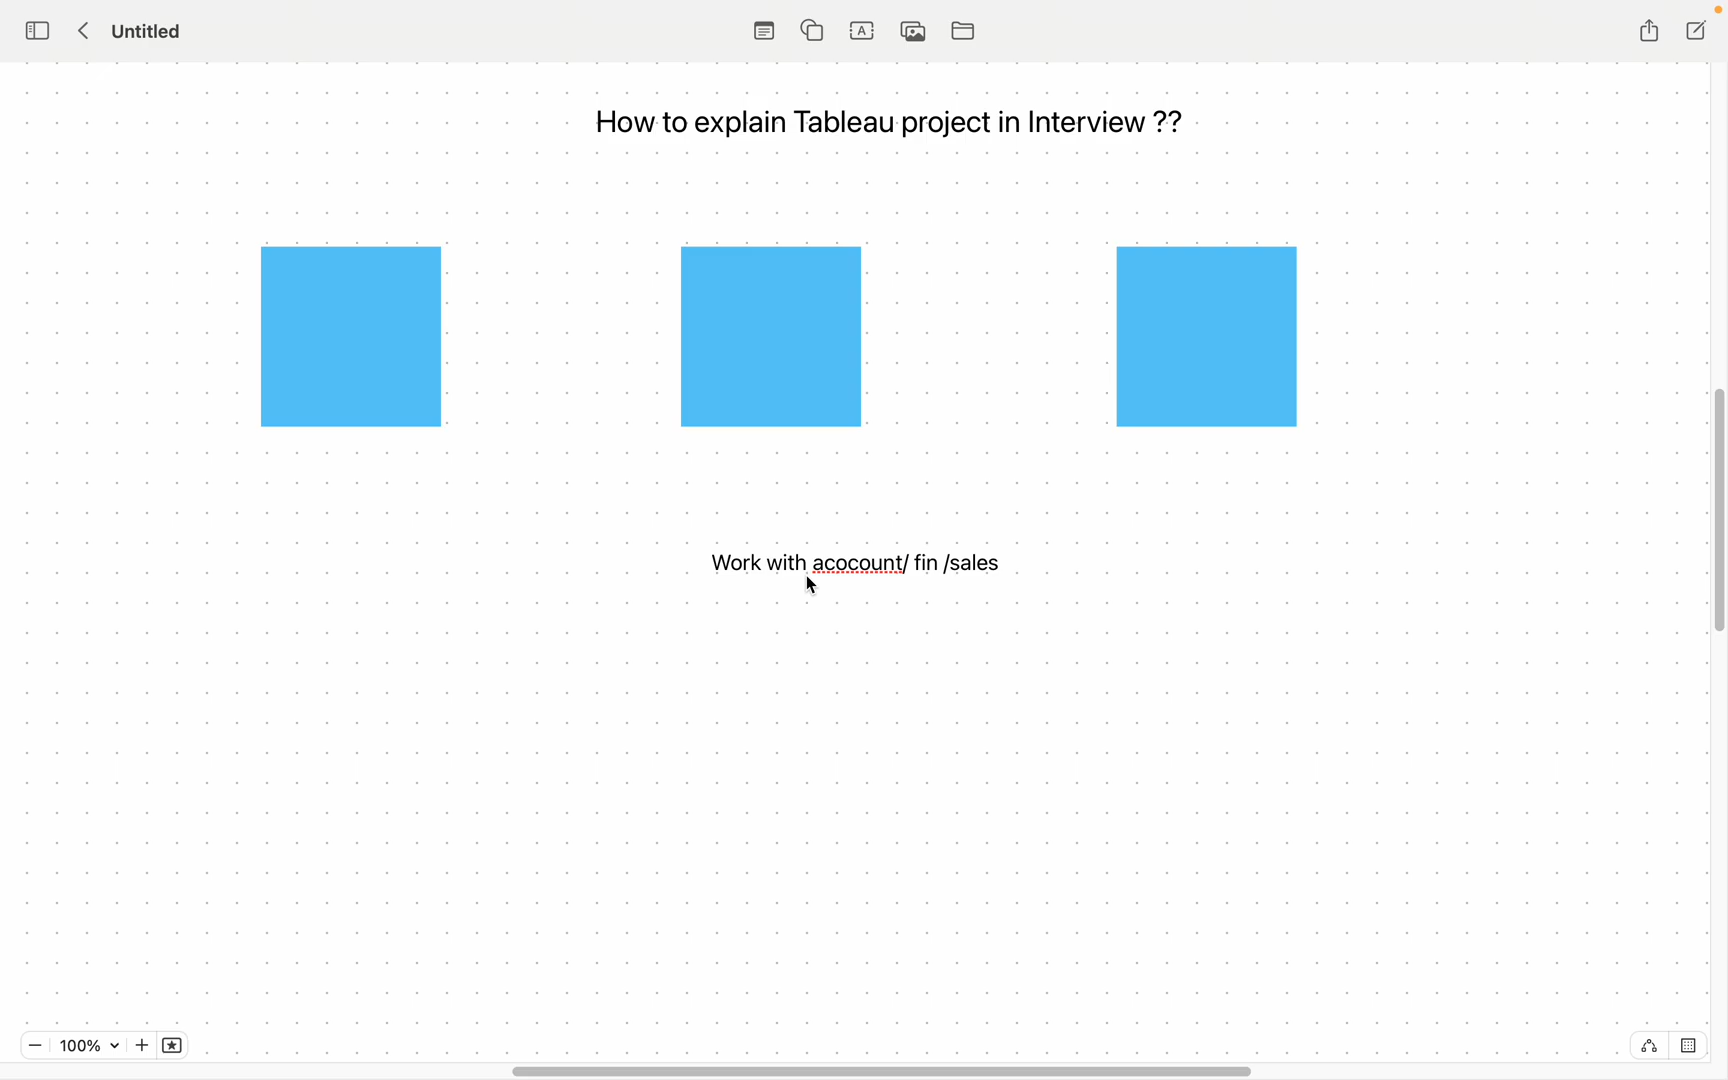 Untitled
How to explain Tableau project in Interview ??
Work with acocount/ fin /sales
100%